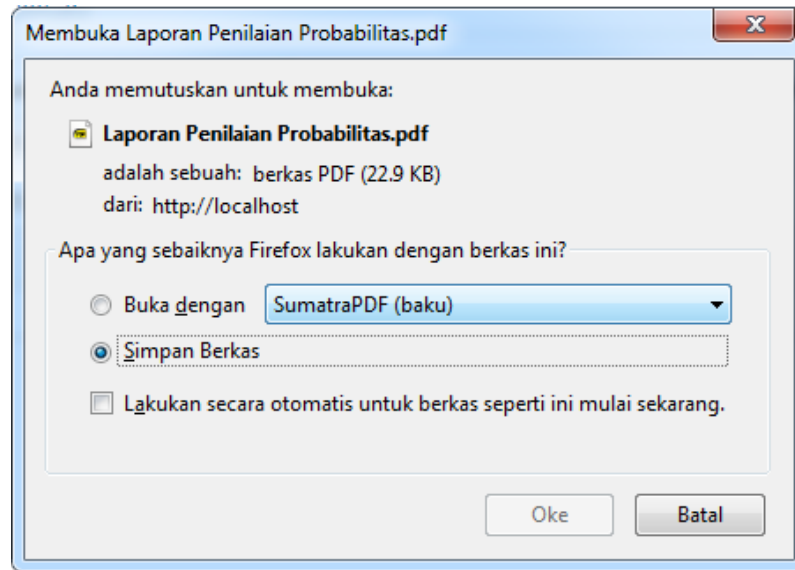 Membuka Laporan Penilaian Probabilitas.pdf
Anda memutuskan untuk membuka:
Laporan Penilaian Probabilitas.pdf
adalah sebuah: berkas PDF (22.9 KB)
dari: http://localhost
Apa yang sebaiknya Firefox lakukan dengan berkas ini?
Buka dengan SumatraPDF (baku)
Simpan Berkas
Lakukan secara otomatis untuk berkas seperti ini mulai sekarang.
Oke Batal